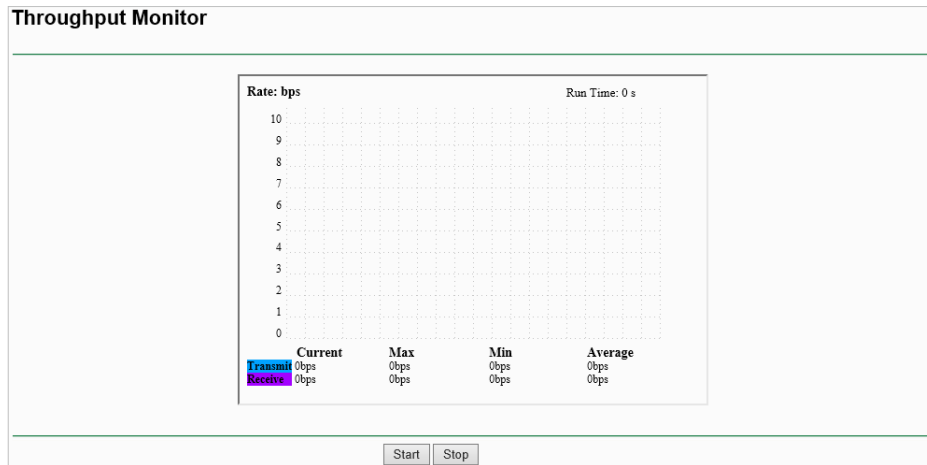 Throughput Monitor
Rate: bps Run Time: 0 s
10
9
8
7
6
5
4
3
2
1
0
Current Max Min Average
Transmit 0bps 0bps 0bps 0bps
Receive 0bps 0bps 0bps 0bps
Start Stop